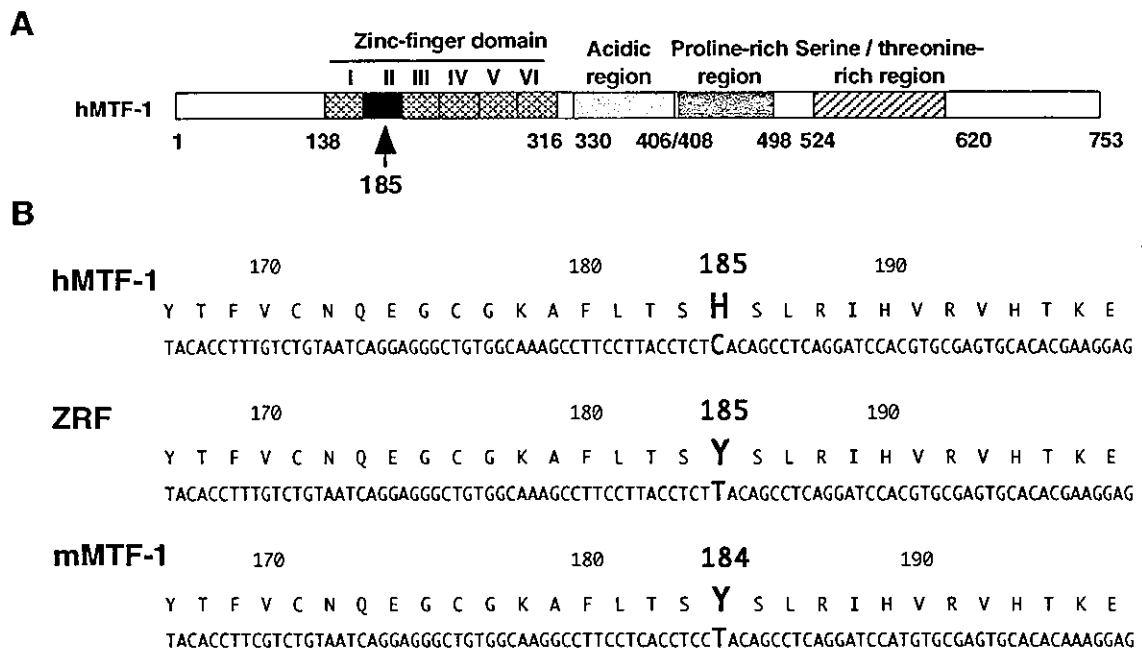 A
Zinc-finger domain
Acidic region
Proline-rich region
Serine / threonine-rich region
I II III IV V VI
hMTF-1
1 138 316 330 406/408 498 524 620 753
185
B
hMTF-1
170 180 185 190
Y T F V C N Q E G C G K A F L T S H S L R I H V R V H T K E
TACACCTTTGTCTGTAATCAGGAGGGCTGTGGCAAAGCCTTCCTTACCTCTCACAGCCTCAGGATCCACGTGCGAGTGCACACGAAGGAG
ZRF
170 180 185 190
Y T F V C N Q E G C G K A F L T S Y S L R I H V R V H T K E
TACACCTTTGTCTGTAATCAGGAGGGCTGTGGCAAAGCCTTCCTTACCTCTTACAGCCTCAGGATCCACGTGCGAGTGCACACGAAGGAG
mMTF-1
170 180 184 190
Y T F V C N Q E G C G K A F L T S Y S L R I H V R V H T K E
TACACCTTCGTCTGTAATCAGGAGGGCTGTGGCAAGGCCTTCCTCACCTCCTACAGCCTCAGGATCCATGTGCGAGTGCACACAAAGGAG